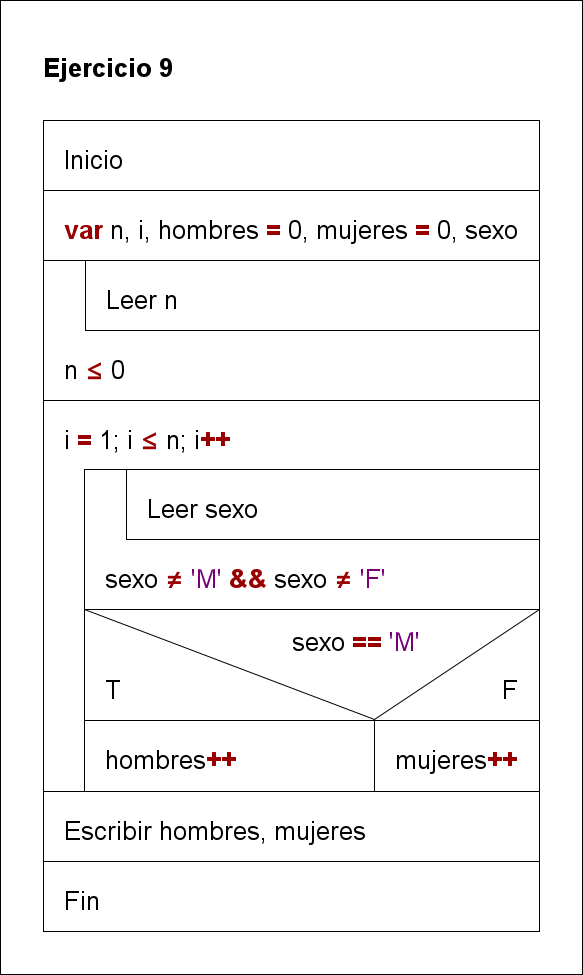 Ejercicio 9
Inicio
var n, i, hombres = 0, mujeres = 0, sexo
Leer n
n ≤ 0
i = 1; i ≤ n; i++
Leer sexo
sexo ≠ 'M' && sexo ≠ 'F'
sexo == 'M'
T F
hombres++ mujeres++
Escribir hombres, mujeres
Fin